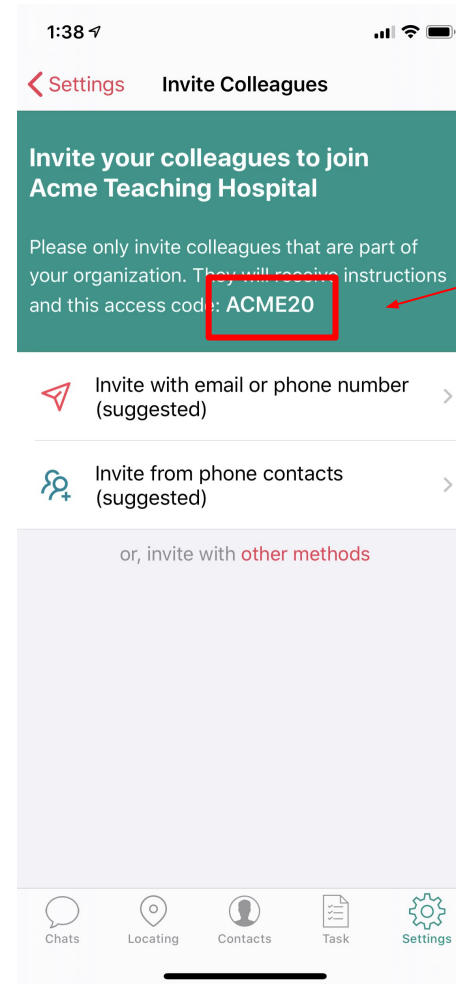 1:38
Settings Invite Colleagues
Invite your colleagues to join
Acme Teaching Hospital
Please only invite colleagues that are part of
your organization. They will receive instructions
and this access code: ACME20
Invite with email or phone number
(suggested)
Invite from phone contacts
(suggested)
or, invite with other methods
Chats Locating Contacts Task Settings